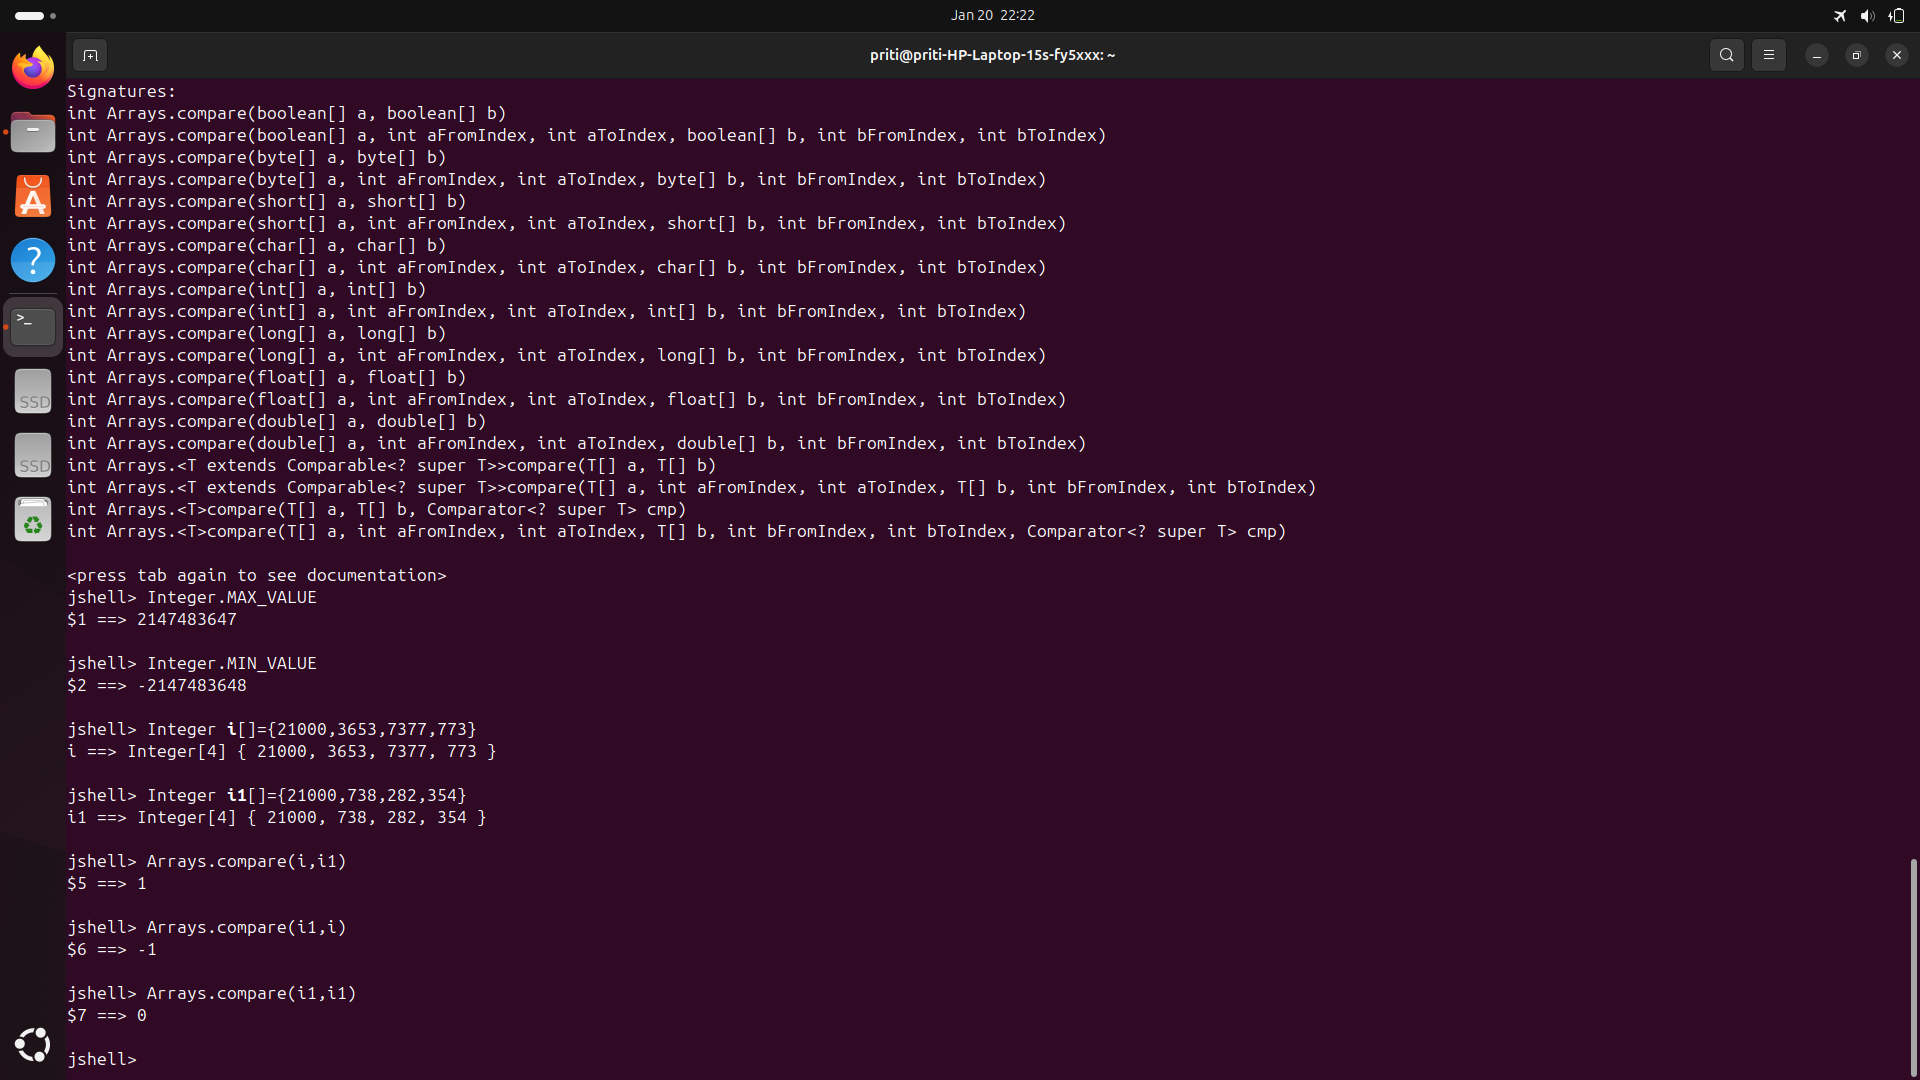 Jan 20 22:22
priti@priti-HP-Laptop-15s-fy5xxx: ~
Signatures:
int Arrays.compare(boolean[] a, boolean[] b)
int Arrays.compare(boolean[] a, int aFromIndex, int aToIndex, boolean[] b, int bFromIndex, int bToIndex)
int Arrays.compare(byte[] a, byte[] b)
int Arrays.compare(byte[] a, int aFromIndex, int aToIndex, byte[] b, int bFromIndex, int bToIndex)
int Arrays.compare(short[] a, short[] b)
int Arrays.compare(short[] a, int aFromIndex, int aToIndex, short[] b, int bFromIndex, int bToIndex)
int Arrays.compare(char[] a, char[] b)
int Arrays.compare(char[] a, int aFromIndex, int aToIndex, char[] b, int bFromIndex, int bToIndex)
int Arrays.compare(int[] a, int[] b)
int Arrays.compare(int[] a, int aFromIndex, int aToIndex, int[] b, int bFromIndex, int bToIndex)
int Arrays.compare(long[] a, long[] b)
int Arrays.compare(long[] a, int aFromIndex, int aToIndex, long[] b, int bFromIndex, int bToIndex)
int Arrays.compare(float[] a, float[] b)
int Arrays.compare(float[] a, int aFromIndex, int aToIndex, float[] b, int bFromIndex, int bToIndex)
int Arrays.compare(double[] a, double[] b)
int Arrays.compare(double[] a, int aFromIndex, int aToIndex, double[] b, int bFromIndex, int bToIndex)
int Arrays.<T extends Comparable<? super T>>compare(T[] a, T[] b)
int Arrays.<T extends Comparable<? super T>>compare(T[] a, int aFromIndex, int aToIndex, T[] b, int bFromIndex, int bToIndex)
int Arrays.<T>compare(T[] a, T[] b, Comparator<? super T> cmp)
int Arrays.<T>compare(T[] a, int aFromIndex, int aToIndex, T[] b, int bFromIndex, int bToIndex, Comparator<? super T> cmp)
<press tab again to see documentation>
jshell> Integer.MAX_VALUE
$1 ==> 2147483647
jshell> Integer.MIN_VALUE
$2 ==> -2147483648
jshell> Integer i[]={21000,3653,7377,773}
i ==> Integer[4] { 21000, 3653, 7377, 773 }
jshell> Integer i1[]={21000,738,282,354}
i1 ==> Integer[4] { 21000, 738, 282, 354 }
jshell> Arrays.compare(i,i1)
$5 ==> 1
jshell> Arrays.compare(i1,i)
$6 ==> -1
jshell> Arrays.compare(i1,i1)
$7 ==> 0
jshell>
?
>_
SSD
SSD